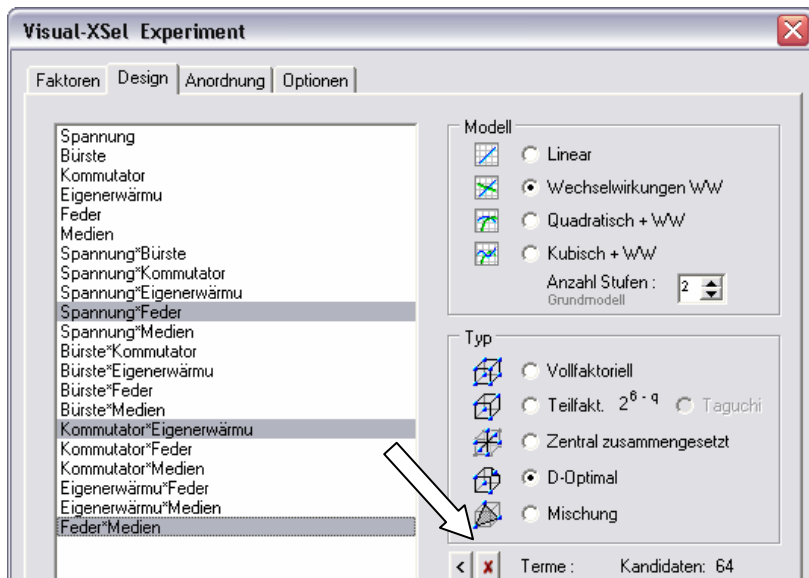 Visual-XSel Experiment
Faktoren Design Anordnung Optionen
Spannung
Bürste
Kommutator
Eigenerwärmu
Feder
Medien
Spannung*Bürste
Spannung*Kommutator
Spannung*Eigenerwärmu
Spannung*Feder
Spannung*Medien
Bürste*Kommutator
Bürste*Eigenerwärmu
Bürste*Feder
Bürste*Medien
Kommutator*Eigenerwärmu
Kommutator*Feder
Kommutator*Medien
Eigenerwärmu*Feder
Eigenerwärmu*Medien
Feder*Medien
Modell
Linear
Wechselwirkungen WW
Quadratisch + WW
Kubisch + WW
Anzahl Stufen : 2
Grundmodell
Typ
Vollfaktoriell
Teilfakt. 2^6 - q Taguchi
Zentral zusammengesetzt
D-Optimal
Mischung
< x Terme : Kandidaten: 64